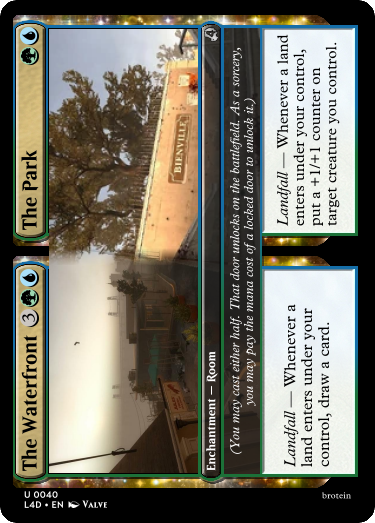 The Waterfront 3
Enchantment — Room
(You may cast either half. That door unlocks on the battlefield. As a sorcery,
you may pay the mana cost of a locked door to unlock it.)
Landfall — Whenever a
land enters under your
control, draw a card.
The Park
BIENVILLE
Landfall — Whenever a land
enters under your control,
put a +1/+1 counter on
target creature you control.
U 0040
L4D • EN VALVE
brotein